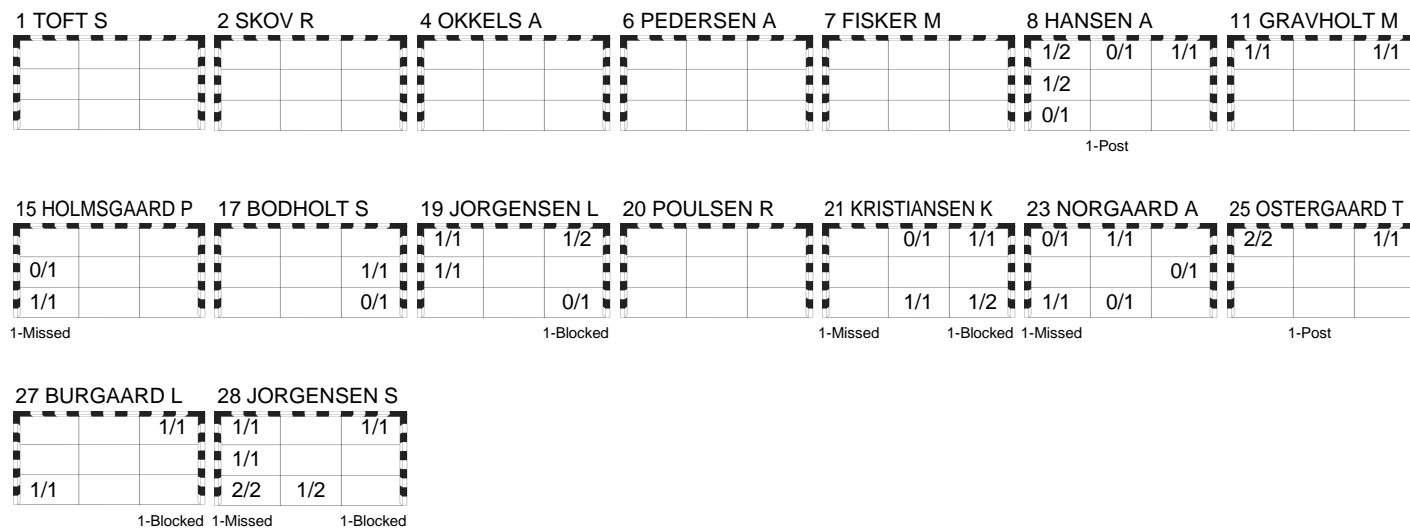 1 TOFT S 2 SKOV R 4 OKKELS A 6 PEDERSEN A 7 FISKER M 8 HANSEN A 11 GRAVHOLT M
1/2 0/1 1/1 1/1 1/1
1/2
0/1
1-Post
15 HOLMSGAARD P 17 BODHOLT S 19 JORGENSEN L 20 POULSEN R 21 KRISTIANSEN K 23 NORGAARD A 25 OSTERGAARD T
1/1 1/2 0/1 1/1 0/1 1/1 2/2 1/1
0/1 1/1 1/1 0/1
1/1 0/1 0/1 1/1 1/2 1/1 0/1
1-Missed 1-Blocked 1-Missed 1-Blocked 1-Missed 1-Post
27 BURGAARD L 28 JORGENSEN S
1/1 1/1 1/1
1/1
1/1 2/2 1/2
1-Blocked 1-Missed 1-Blocked